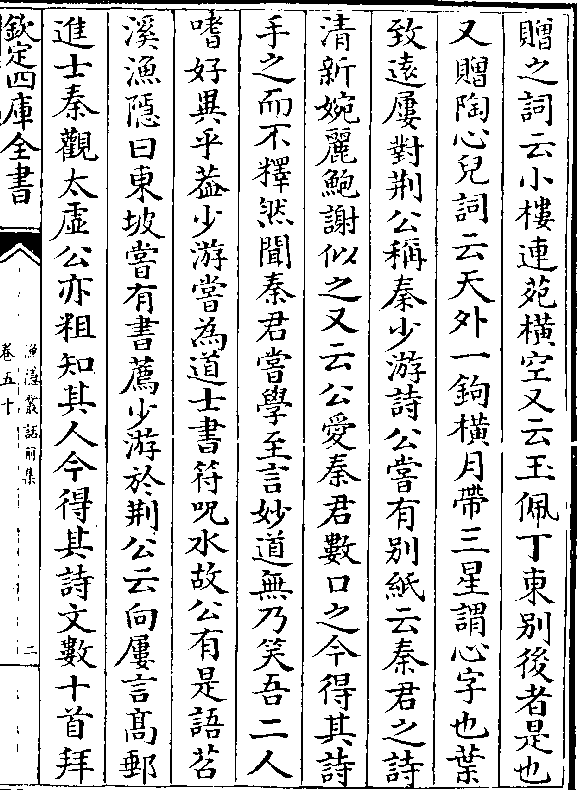 贈之詞云小樓連苑橫空又云玉佩丁東别後者是也
又贈陶心兒詞云天外一鉤橫月帶三星謂心字也葉
致遠屢對荆公稱秦少游詩公嘗有别紙云秦君之詩
清新婉麗鮑謝似之又云公愛秦君數口之今得其詩
手之而不釋然聞秦君嘗學至言妙道無乃笑吾二人
嗜好異乎葢少游嘗為道士書符呪水故公有是語苕
溪漁隱曰東坡嘗有書薦少游於荆公云向屢言髙郵
進士秦觀太虚公亦粗知其人今得其詩文數十首拜
欽定四庫全書
漁隱叢話前集
卷五十
二